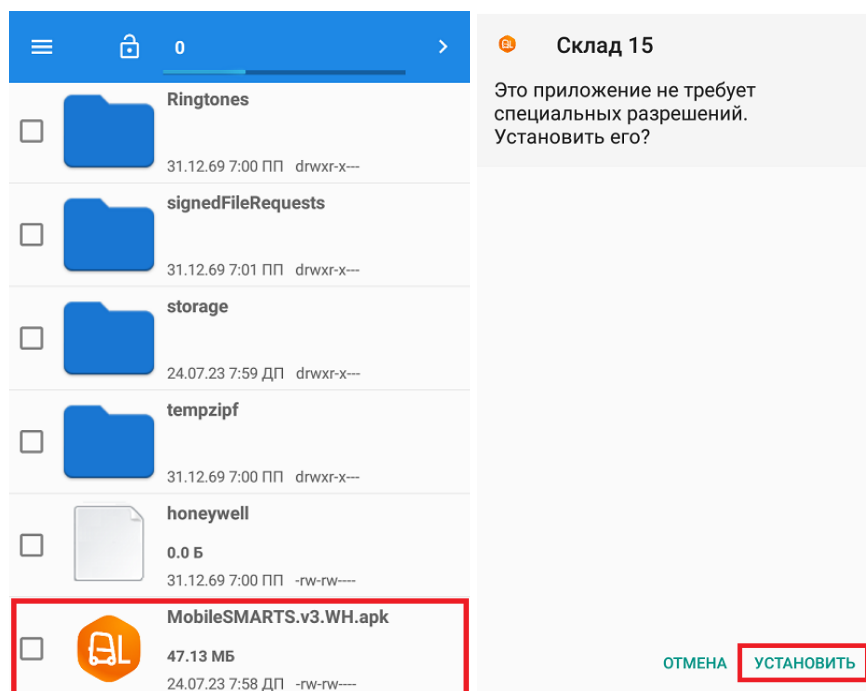 0
Ringtones
31.12.69 7:00 ПП drwxr-x---
signedFileRequests
31.12.69 7:01 ПП drwxr-x---
storage
24.07.23 7:59 ДП drwxr-x---
tempzipf
31.12.69 7:00 ПП drwxr-x---
honeywell
0.0 Б
31.12.69 7:00 ПП -rw-rw----
MobileSMARTS.v3.WH.apk
47.13 МБ
24.07.23 7:58 ДП -rw-rw----
Склад 15
Это приложение не требует
специальных разрешений.
Установить его?
ОТМЕНА
УСТАНОВИТЬ